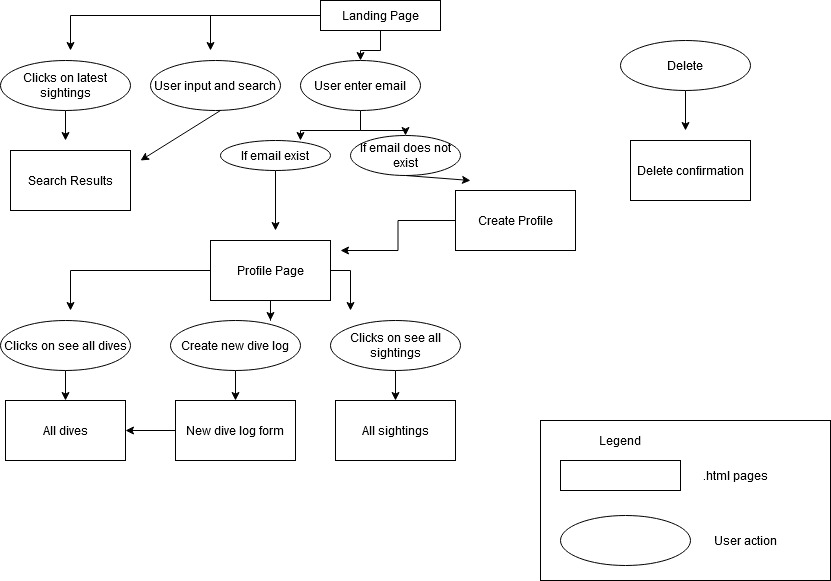 Landing Page
Clicks on latest
sightings
User input and search
User enter email
Delete
If email exist
If email does not
exist
Search Results
Delete confirmation
Create Profile
Profile Page
Clicks on see all dives
Create new dive log
Clicks on see all
sightings
All dives
New dive log form
All sightings
Legend
.html pages
User action